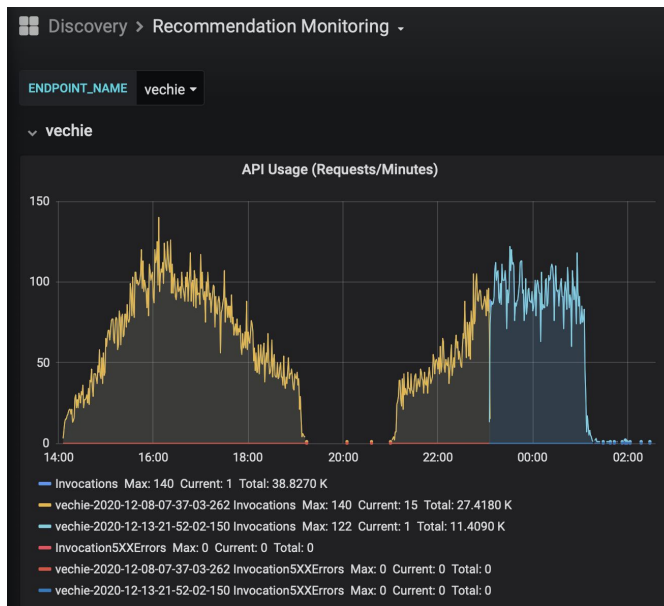 Discovery > Recommendation Monitoring
ENDPOINT_NAME vechie
vechie
API Usage (Requests/Minutes)
150
100
50
0
14:00 16:00 18:00 20:00 22:00 00:00 02:00
Invocations Max: 140 Current: 1 Total: 38.8270 K
vechie-2020-12-08-07-37-03-262 Invocations Max: 140 Current: 15 Total: 27.4180 K
vechie-2020-12-13-21-52-02-150 Invocations Max: 122 Current: 1 Total: 11.4090 K
Invocation5XXErrors Max: 0 Current: 0 Total: 0
vechie-2020-12-08-07-37-03-262 Invocation5XXErrors Max: 0 Current: 0 Total: 0
vechie-2020-12-13-21-52-02-150 Invocation5XXErrors Max: 0 Current: 0 Total: 0